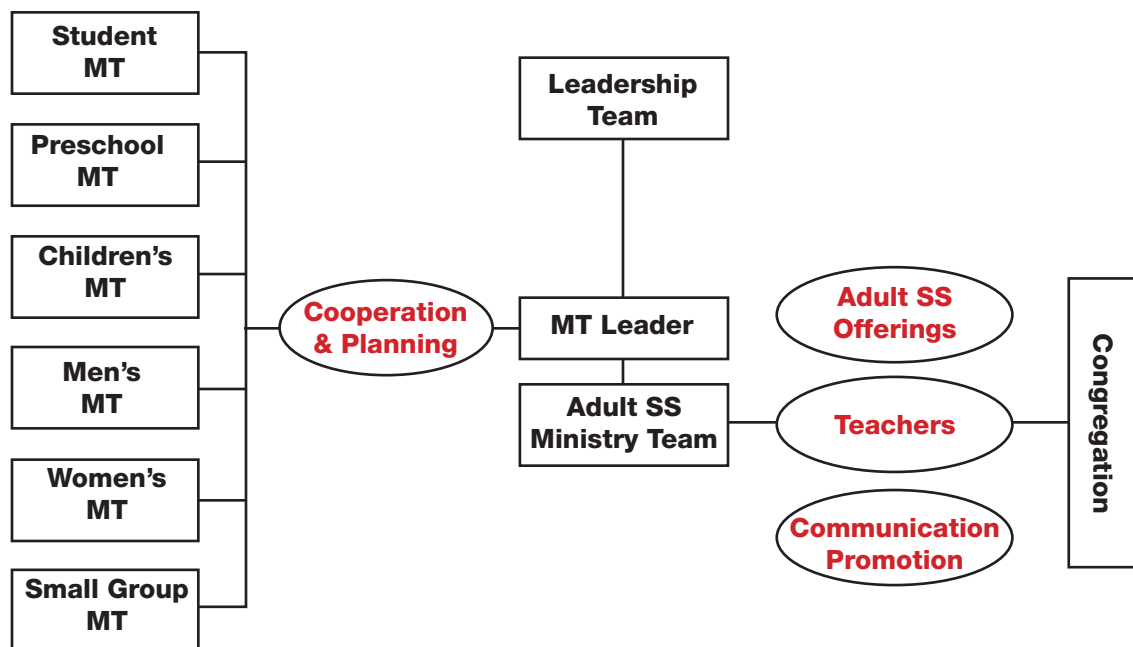 Student
MT
Preschool
MT
Children's
MT
Men's
MT
Women's
MT
Small Group
MT
Cooperation
& Planning
Leadership
Team
MT Leader
Adult SS
Ministry Team
Adult SS
Offerings
Teachers
Communication
Promotion
Congregation